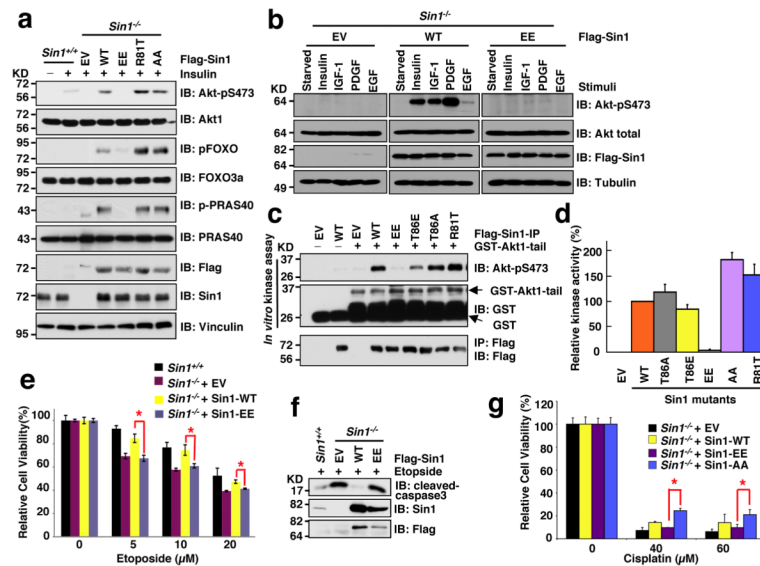 a
Sin1-/-
Sin1+/+ EV WT EE R81T AA Flag-Sin1
− + + + + + + Insulin
KD
72
56 IB: Akt-pS473
72
56 IB: Akt1
95
72 IB: pFOXO
95
72 IB: FOXO3a
43 IB: p-PRAS40
43 IB: PRAS40
72
56 IB: Flag
72
56 IB: Sin1
IB: Vinculin
b
Sin1-/-
EV WT EE Flag-Sin1
Starved Insulin IGF-1 PDGF EGF Starved Insulin IGF-1 PDGF EGF Starved Insulin IGF-1 PDGF EGF Stimuli
KD
64 IB: Akt-pS473
64 IB: Akt total
82
64 IB: Flag-Sin1
49 IB: Tubulin
c
EV WT EV WT EE T86E T86A R81T Flag-Sin1-IP
− − + + + + + + GST-Akt1-tail
KD
In vitro kinase assay
37
26 IB: Akt-pS473
37 GST-Akt1-tail
IB: GST
26 GST
72
56 IP: Flag
IB: Flag
d
Relative kinase activity (%)
200
150
100
50
0
EV WT T86A T86E EE AA R81T
Sin1 mutants
e
Sin1+/+
Sin1-/- + EV
Sin1-/- + Sin1-WT
Sin1-/- + Sin1-EE
Relative Cell Viability(%)
100
80
60
40
20
0
* * *
0 5 10 20
Etoposide (μM)
f
Sin1-/-
Sin1+/+ EV WT EE Flag-Sin1
+ + + + Etoposide
KD
17 IB: cleaved-
caspase3
82
64 IB: Sin1
82
64 IB: Flag
g
Sin1-/- + EV
Sin1-/- + Sin1-WT
Sin1-/- + Sin1-EE
Sin1-/- + Sin1-AA
Relative Cell Viability (%)
120
100
80
60
40
20
0
* *
0 40 60
Cisplatin (μM)